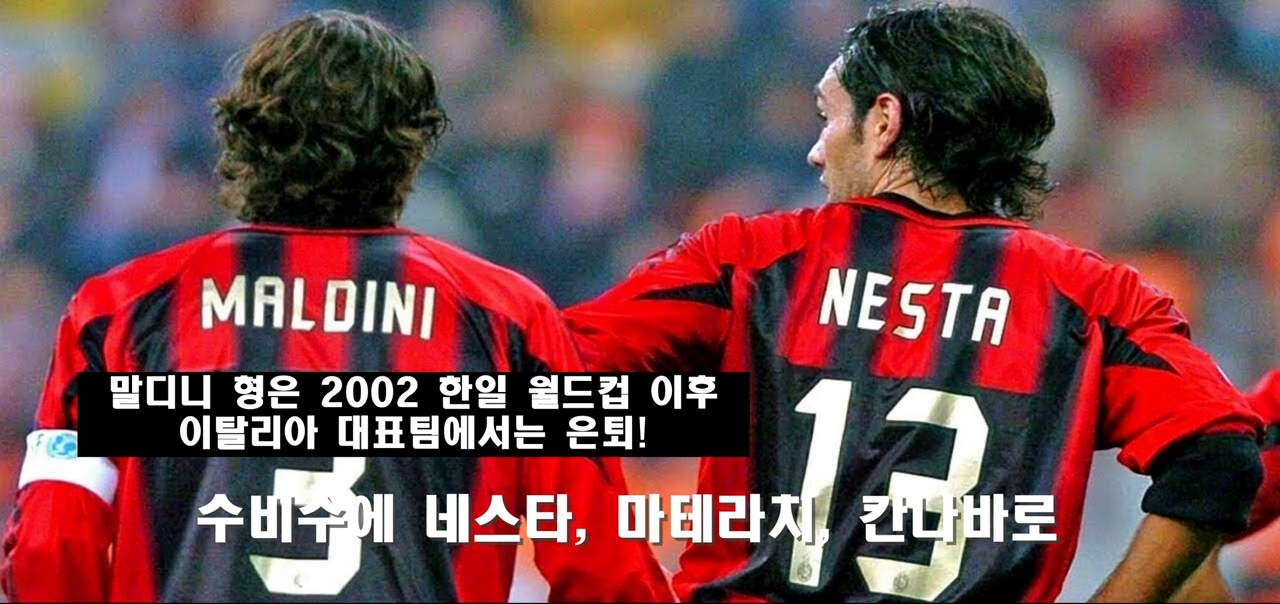 MALDINI
NESTA
3
13
말디니 형은 2002 한일 월드컵 이후
이탈리아 대표팀에서는 은퇴!
수비수에 네스타, 마테라치, 칸나바로